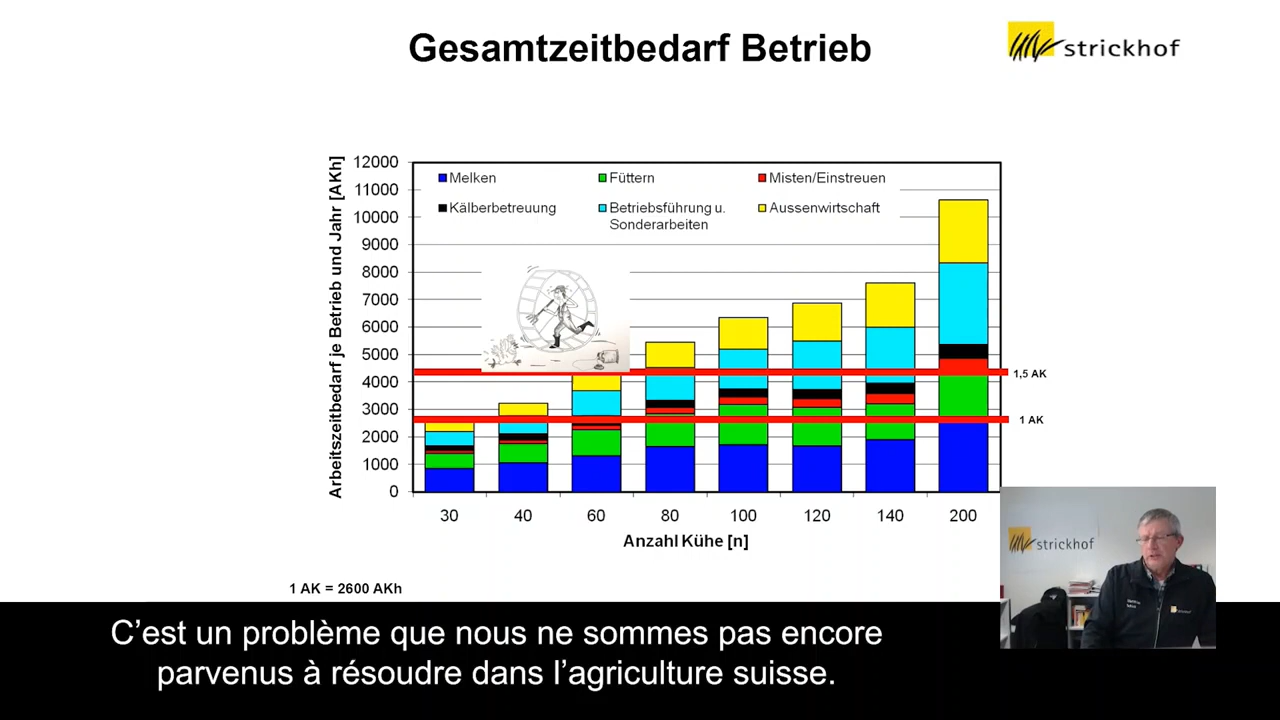 Gesamtzeitbedarf Betrieb
strickhof
Arbeitszeitbedarf je Betrieb und Jahr [AKh]
12000
11000
10000
9000
8000
7000
6000
5000
4000
3000
2000
1000
0
Melken
Füttern
Misten/Einstreuen
Kälberbetreuung
Betriebsführung u.
Sonderarbeiten
Aussenwirtschaft
1,5 AK
1 AK
30 40 60 80 100 120 140 200
Anzahl Kühe [n]
1 AK = 2600 AKh
strickhof
strickhof
C’est un problème que nous ne sommes pas encore
parvenus à résoudre dans l’agriculture suisse.